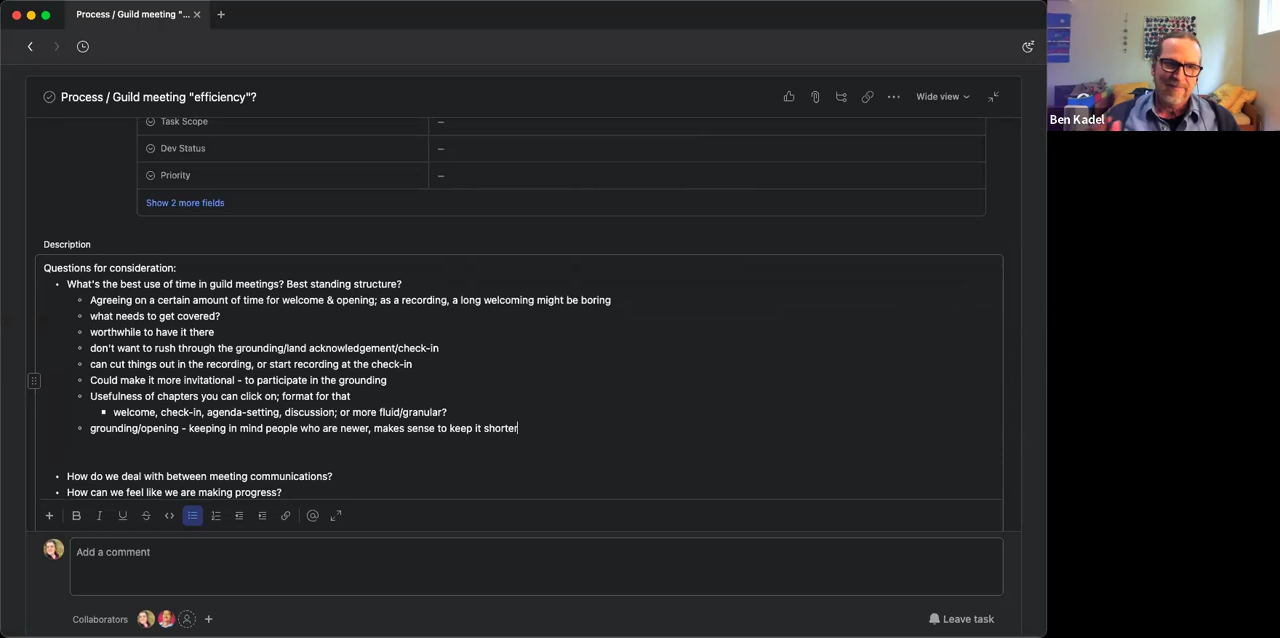 Process / Guild meeting "...
Process / Guild meeting "efficiency"?
Wide view
Task Scope
–
Dev Status
–
Priority
–
Show 2 more fields
Description
Questions for consideration:
• What's the best use of time in guild meetings? Best standing structure?
◦ Agreeing on a certain amount of time for welcome & opening; as a recording, a long welcoming might be boring
◦ what needs to get covered?
◦ worthwhile to have it there
◦ don't want to rush through the grounding/land acknowledgement/check-in
◦ can cut things out in the recording, or start recording at the check-in
◦ Could make it more invitational - to participate in the grounding
◦ Usefulness of chapters you can click on; format for that
▪ welcome, check-in, agenda-setting, discussion; or more fluid/granular?
◦ grounding/opening - keeping in mind people who are newer, makes sense to keep it shorter
• How do we deal with between meeting communications?
• How can we feel like we are making progress?
B I U S
Add a comment
Collaborators
Leave task
Ben Kadel